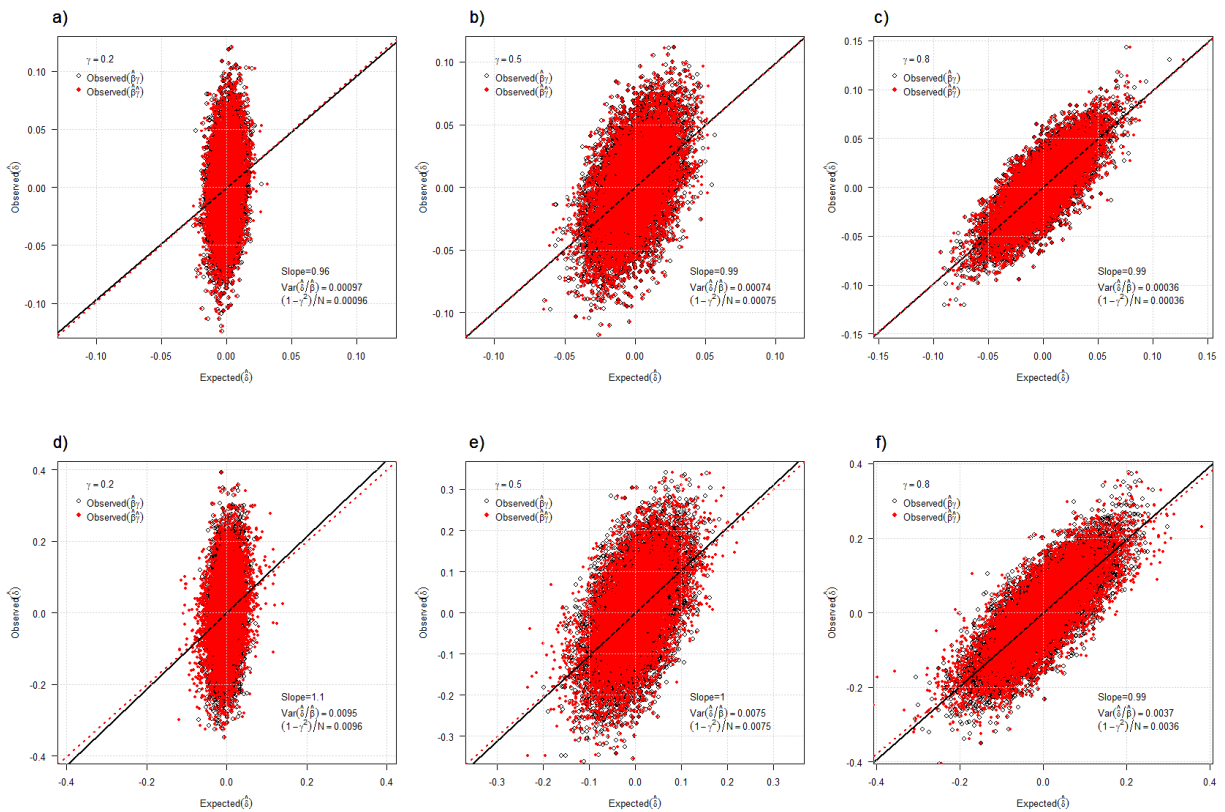 a)
γ = 0.2
Observed(β̂γ)
Observed(β̂γ̂)
0.10
0.05
0.00
-0.05
-0.10
Observed(δ̂)
Slope=0.96
Var(δ̂/β̂) = 0.00097
(1−γ²)/N = 0.00096
-0.10 -0.05 0.00 0.05 0.10
Expected(δ̂)
b)
γ = 0.5
Observed(β̂γ)
Observed(β̂γ̂)
0.10
0.05
0.00
-0.05
-0.10
Observed(δ̂)
Slope=0.99
Var(δ̂/β̂) = 0.00074
(1−γ²)/N = 0.00075
-0.10 -0.05 0.00 0.05 0.10
Expected(δ̂)
c)
γ = 0.8
Observed(β̂γ)
Observed(β̂γ̂)
0.15
0.10
0.05
0.00
-0.05
-0.10
-0.15
Observed(δ̂)
Slope=0.99
Var(δ̂/β̂) = 0.00036
(1−γ²)/N = 0.00036
-0.15 -0.10 -0.05 0.00 0.05 0.10 0.15
Expected(δ̂)
d)
γ = 0.2
Observed(β̂γ)
Observed(β̂γ̂)
0.4
0.2
0.0
-0.2
-0.4
Observed(δ̂)
Slope=1.1
Var(δ̂/β̂) = 0.0095
(1−γ²)/N = 0.0096
-0.4 -0.2 0.0 0.2 0.4
Expected(δ̂)
e)
γ = 0.5
Observed(β̂γ)
Observed(β̂γ̂)
0.3
0.2
0.1
0.0
-0.1
-0.2
-0.3
Observed(δ̂)
Slope=1
Var(δ̂/β̂) = 0.0075
(1−γ²)/N = 0.0075
-0.3 -0.2 -0.1 0.0 0.1 0.2 0.3
Expected(δ̂)
f)
γ = 0.8
Observed(β̂γ)
Observed(β̂γ̂)
0.4
0.2
0.0
-0.2
-0.4
Observed(δ̂)
Slope=0.99
Var(δ̂/β̂) = 0.0037
(1−γ²)/N = 0.0036
-0.4 -0.2 0.0 0.2 0.4
Expected(δ̂)